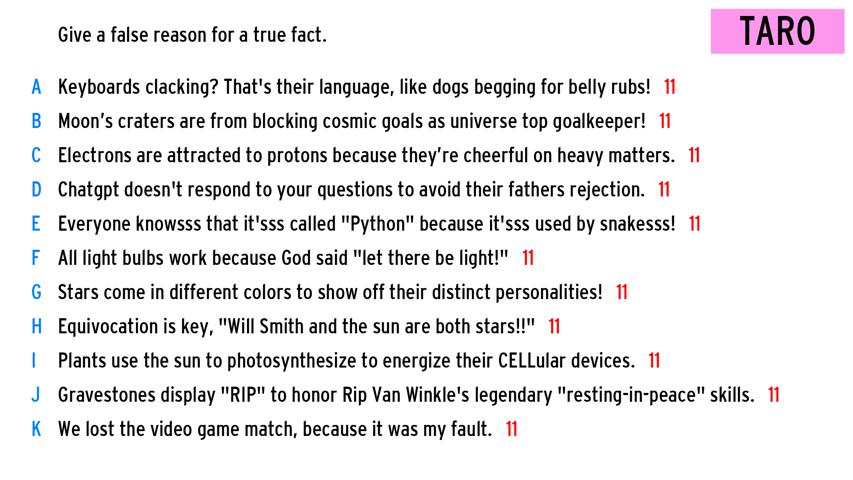 Give a false reason for a true fact.
TARO
A Keyboards clacking? That's their language, like dogs begging for belly rubs! 11
B Moon’s craters are from blocking cosmic goals as universe top goalkeeper! 11
C Electrons are attracted to protons because they’re cheerful on heavy matters. 11
D Chatgpt doesn't respond to your questions to avoid their fathers rejection. 11
E Everyone knowsss that it'sss called "Python" because it'sss used by snakesss! 11
F All light bulbs work because God said "let there be light!" 11
G Stars come in different colors to show off their distinct personalities! 11
H Equivocation is key, "Will Smith and the sun are both stars!!" 11
I Plants use the sun to photosynthesize to energize their CELLular devices. 11
J Gravestones display "RIP" to honor Rip Van Winkle's legendary "resting-in-peace" skills. 11
K We lost the video game match, because it was my fault. 11